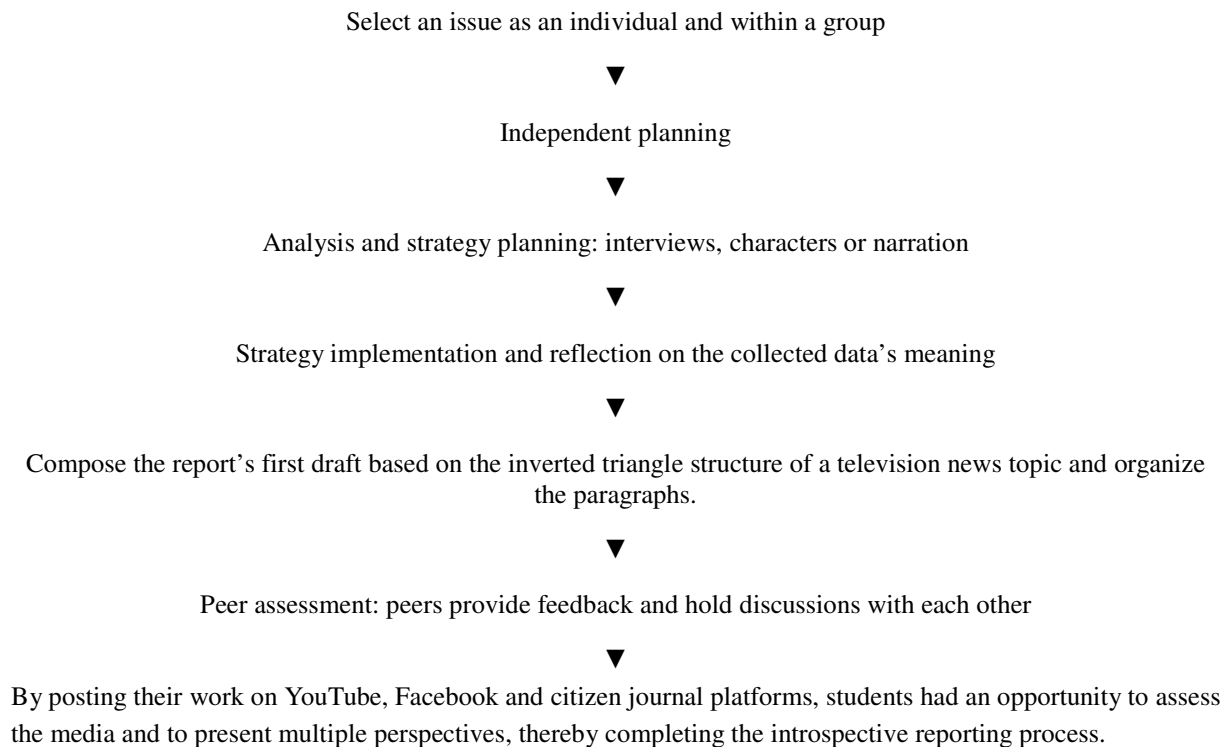 Select an issue as an individual and within a group
▼
Independent planning
▼
Analysis and strategy planning: interviews, characters or narration
▼
Strategy implementation and reflection on the collected data’s meaning
▼
Compose the report’s first draft based on the inverted triangle structure of a television news topic and organize
the paragraphs.
▼
Peer assessment: peers provide feedback and hold discussions with each other
▼
By posting their work on YouTube, Facebook and citizen journal platforms, students had an opportunity to assess
the media and to present multiple perspectives, thereby completing the introspective reporting process.